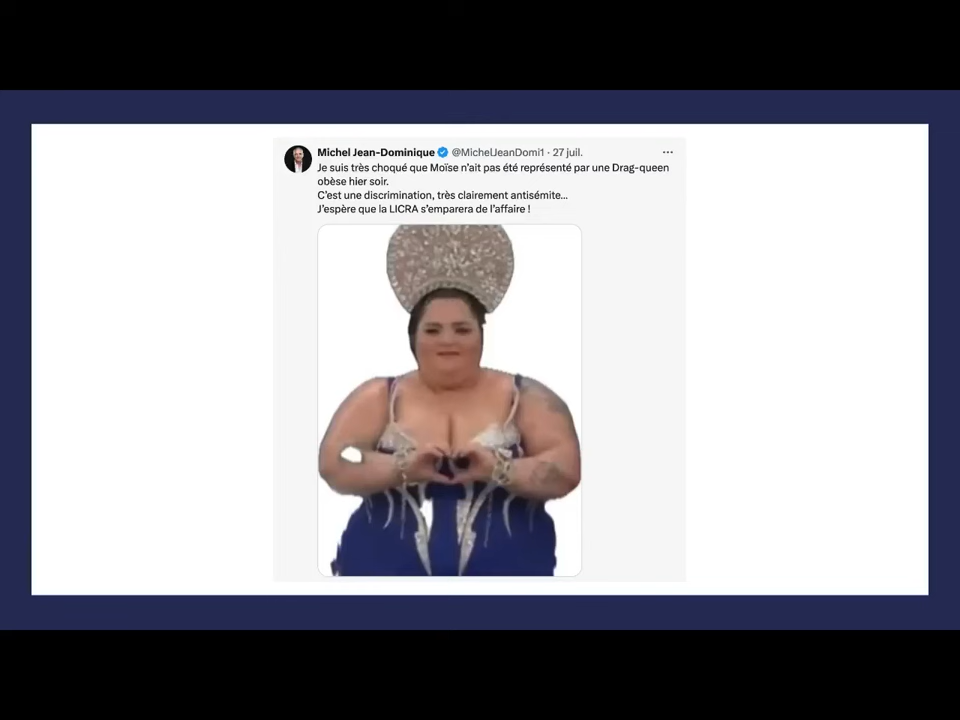 Michel Jean-Dominique @MichelJeanDomi1 · 27 juil.
Je suis très choqué que Moïse n'ait pas été représenté par une Drag-queen
obèse hier soir.
C'est une discrimination, très clairement antisémite...
J'espère que la LICRA s'emparera de l'affaire !